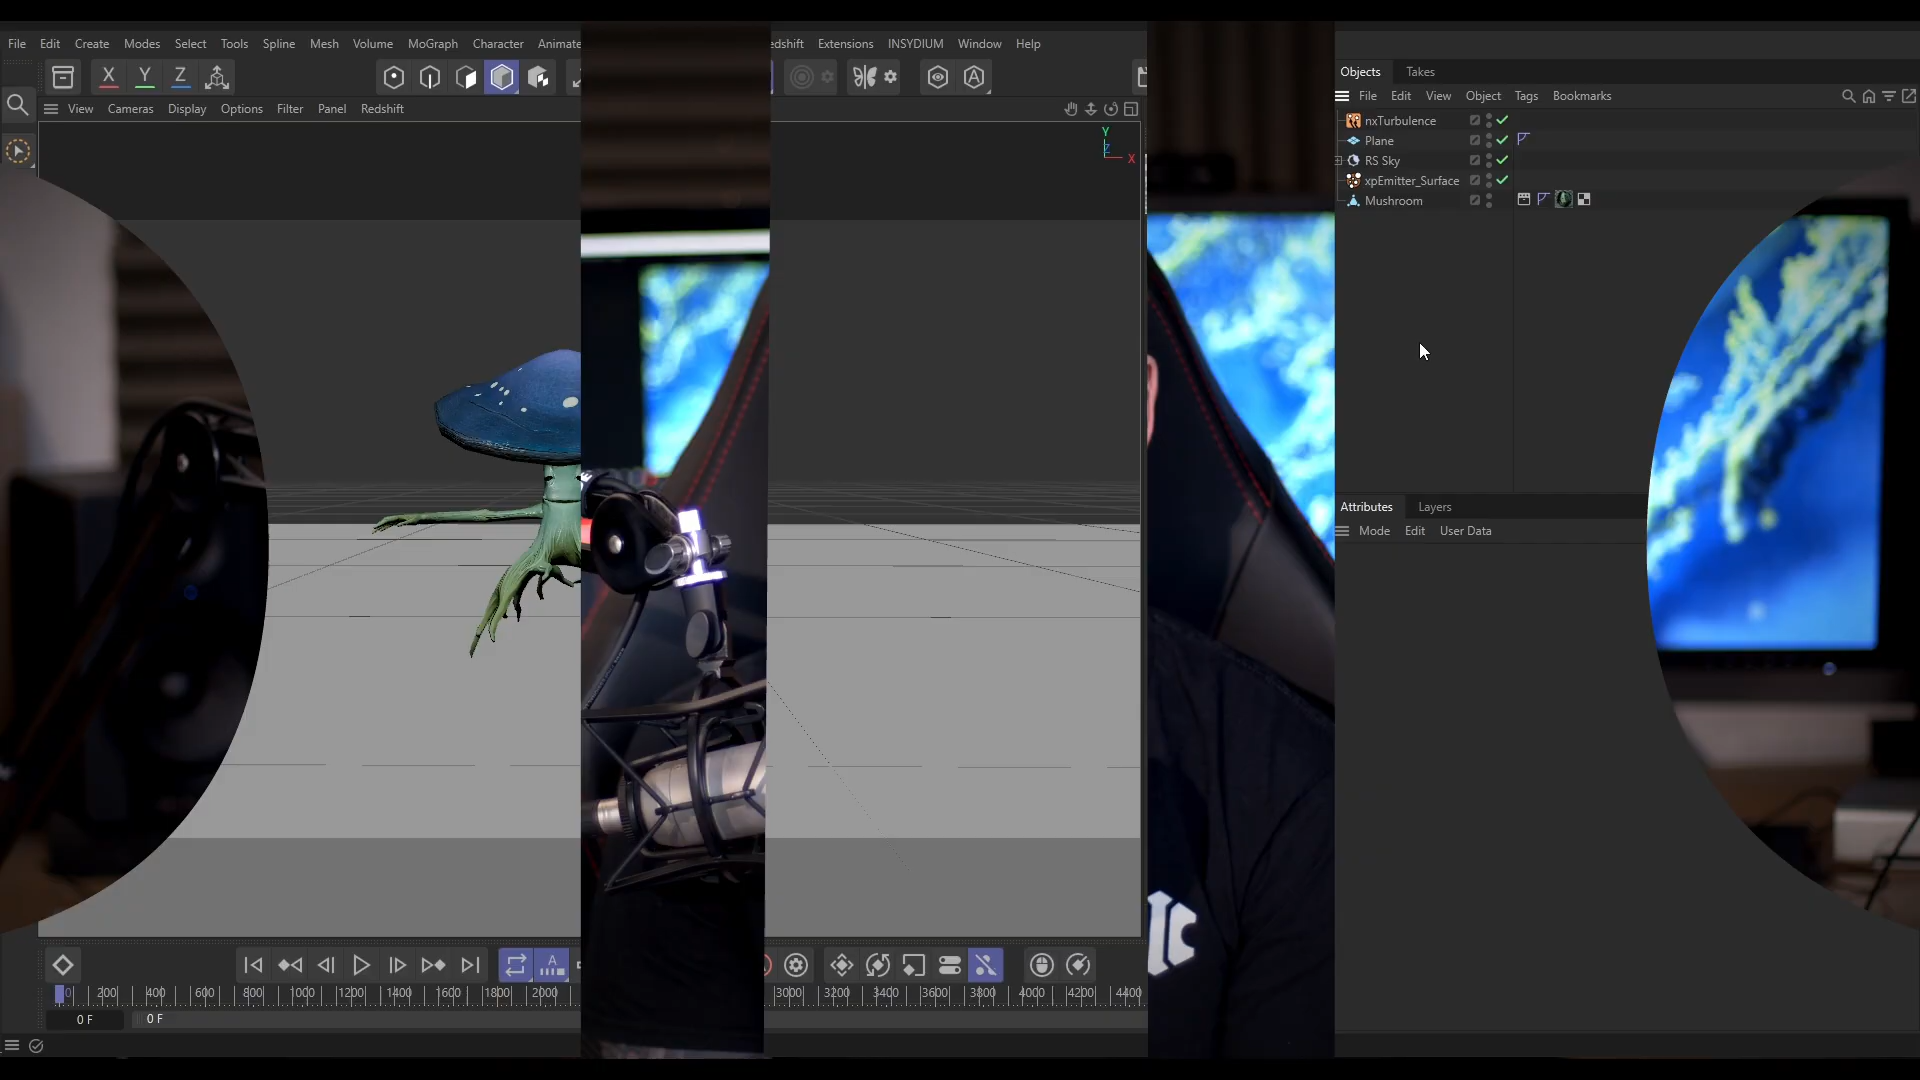 File Edit Create Modes Select Tools Spline Mesh Volume MoGraph Character Animate Extensions INSYDIUM Window Help
X Y Z
Objects Takes
View Cameras Display Options Filter Panel Redshift
File Edit View Object Tags Bookmarks
nxTurbulence
Plane
RS Sky
xpEmitter_Surface
Mushroom
Y
Z
X
Attributes Layers
Mode Edit User Data
A
0 200 400 600 800 1000 1200 1400 1600 1800 2000 3000 3200 3400 3600 3800 4000 4200 4400
0 F 0 F